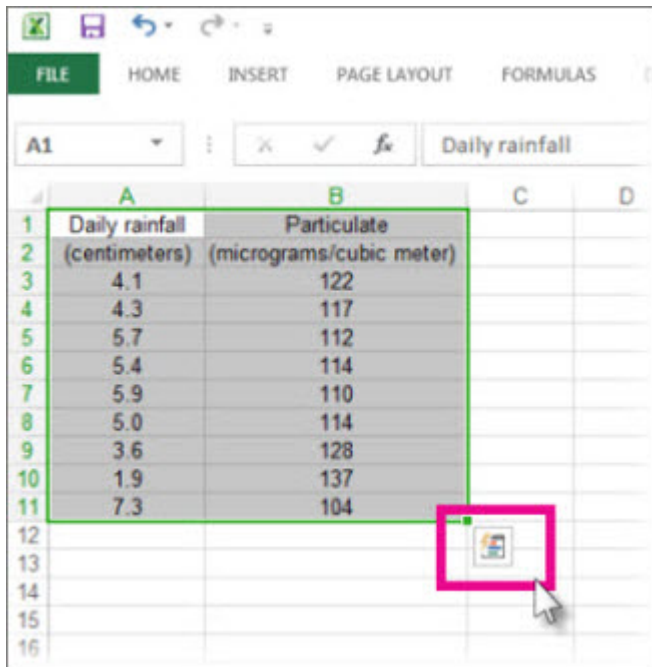 FILE HOME INSERT PAGE LAYOUT FORMULAS
A1 fx Daily rainfall
A B C D
1 Daily rainfall Particulate
2 (centimeters) (micrograms/cubic meter)
3 4.1 122
4 4.3 117
5 5.7 112
6 5.4 114
7 5.9 110
8 5.0 114
9 3.6 128
10 1.9 137
11 7.3 104
12
13
14
15
16